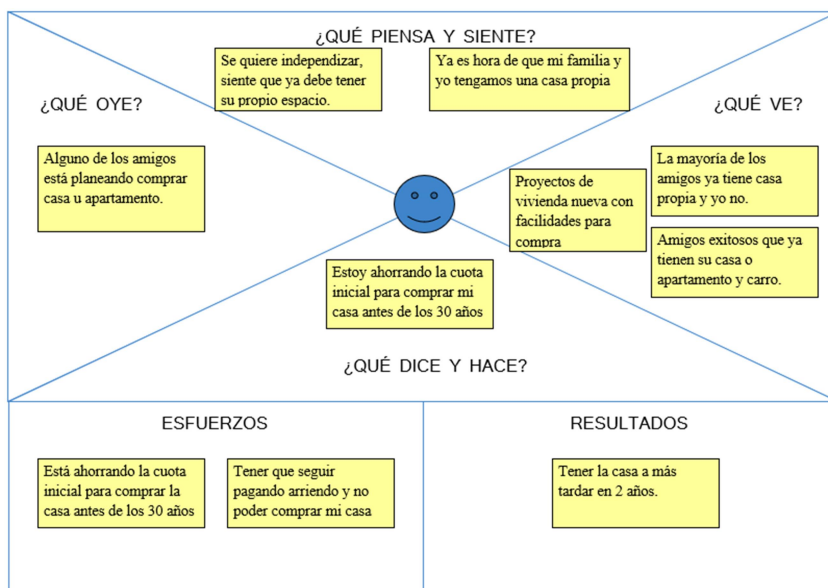 ¿QUÉ PIENSA Y SIENTE?
Se quiere independizar,
siente que ya debe tener
su propio espacio.
Ya es hora de que mi familia y
yo tengamos una casa propia
¿QUÉ OYE?
Alguno de los amigos
está planeando comprar
casa u apartamento.
¿QUÉ VE?
Proyectos de
vivienda nueva con
facilidades para
compra
La mayoría de los
amigos ya tiene casa
propia y yo no.
Amigos exitosos que ya
tienen su casa o
apartamento y carro.
Estoy ahorrando la cuota
inicial para comprar mi
casa antes de los 30 años
¿QUÉ DICE Y HACE?
ESFUERZOS
Está ahorrando la cuota
inicial para comprar la
casa antes de los 30 años
Tener que seguir
pagando arriendo y no
poder comprar mi casa
RESULTADOS
Tener la casa a más
tardar en 2 años.